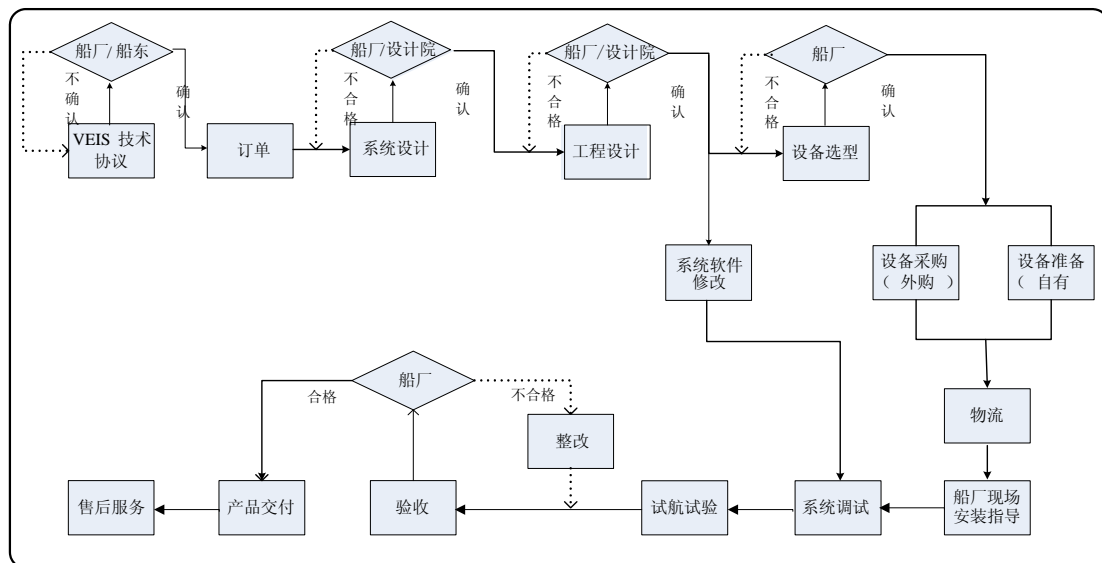 船厂/船东
船厂/设计院
船厂/设计院
船厂
不确认
确认
不合格
确认
不合格
确认
不合格
确认
VEIS 技术
协议
订单
系统设计
工程设计
设备选型
系统软件
修改
设备采购
（ 外购 ）
设备准备
（ 自有
船厂
合格
不合格
物流
整改
售后服务
产品交付
验收
试航试验
系统调试
船厂现场
安装指导